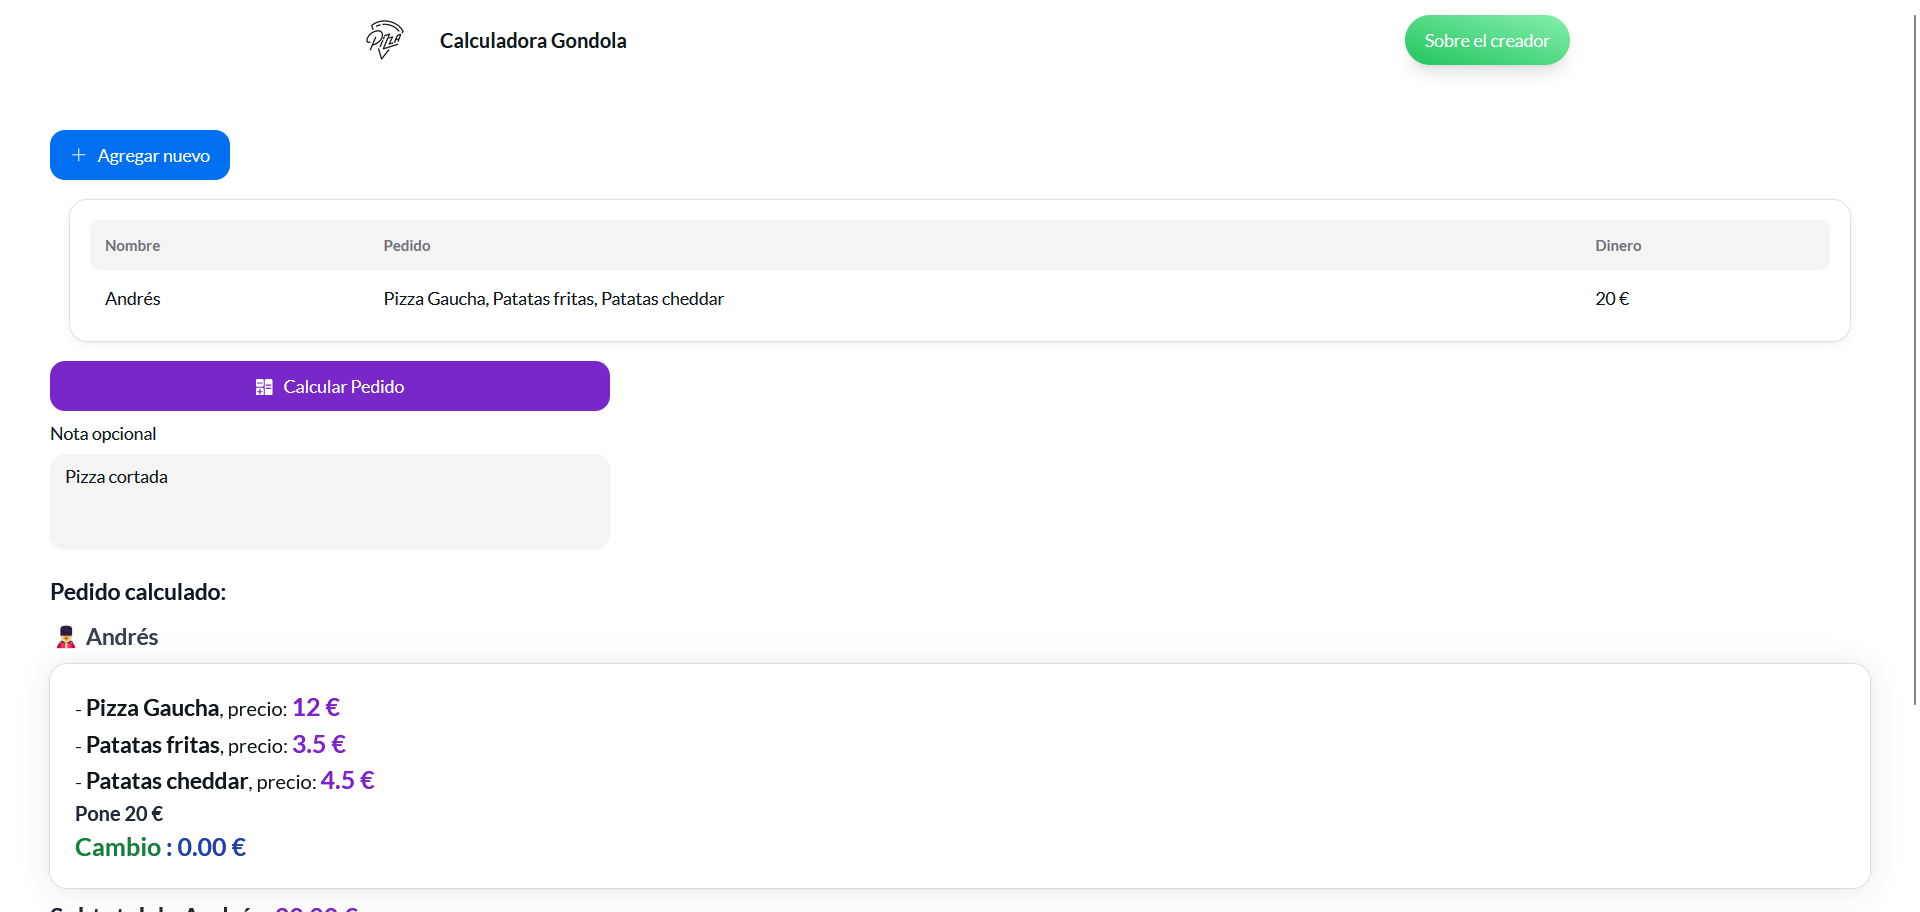 PIZZA
Calculadora Gondola
Sobre el creador
Agregar nuevo
Nombre Pedido Dinero
Andrés Pizza Gaucha, Patatas fritas, Patatas cheddar 20 €
Calcular Pedido
Nota opcional
Pizza cortada
Pedido calculado:
Andrés
- Pizza Gaucha, precio: 12 €
- Patatas fritas, precio: 3.5 €
- Patatas cheddar, precio: 4.5 €
Pone 20 €
Cambio : 0.00 €